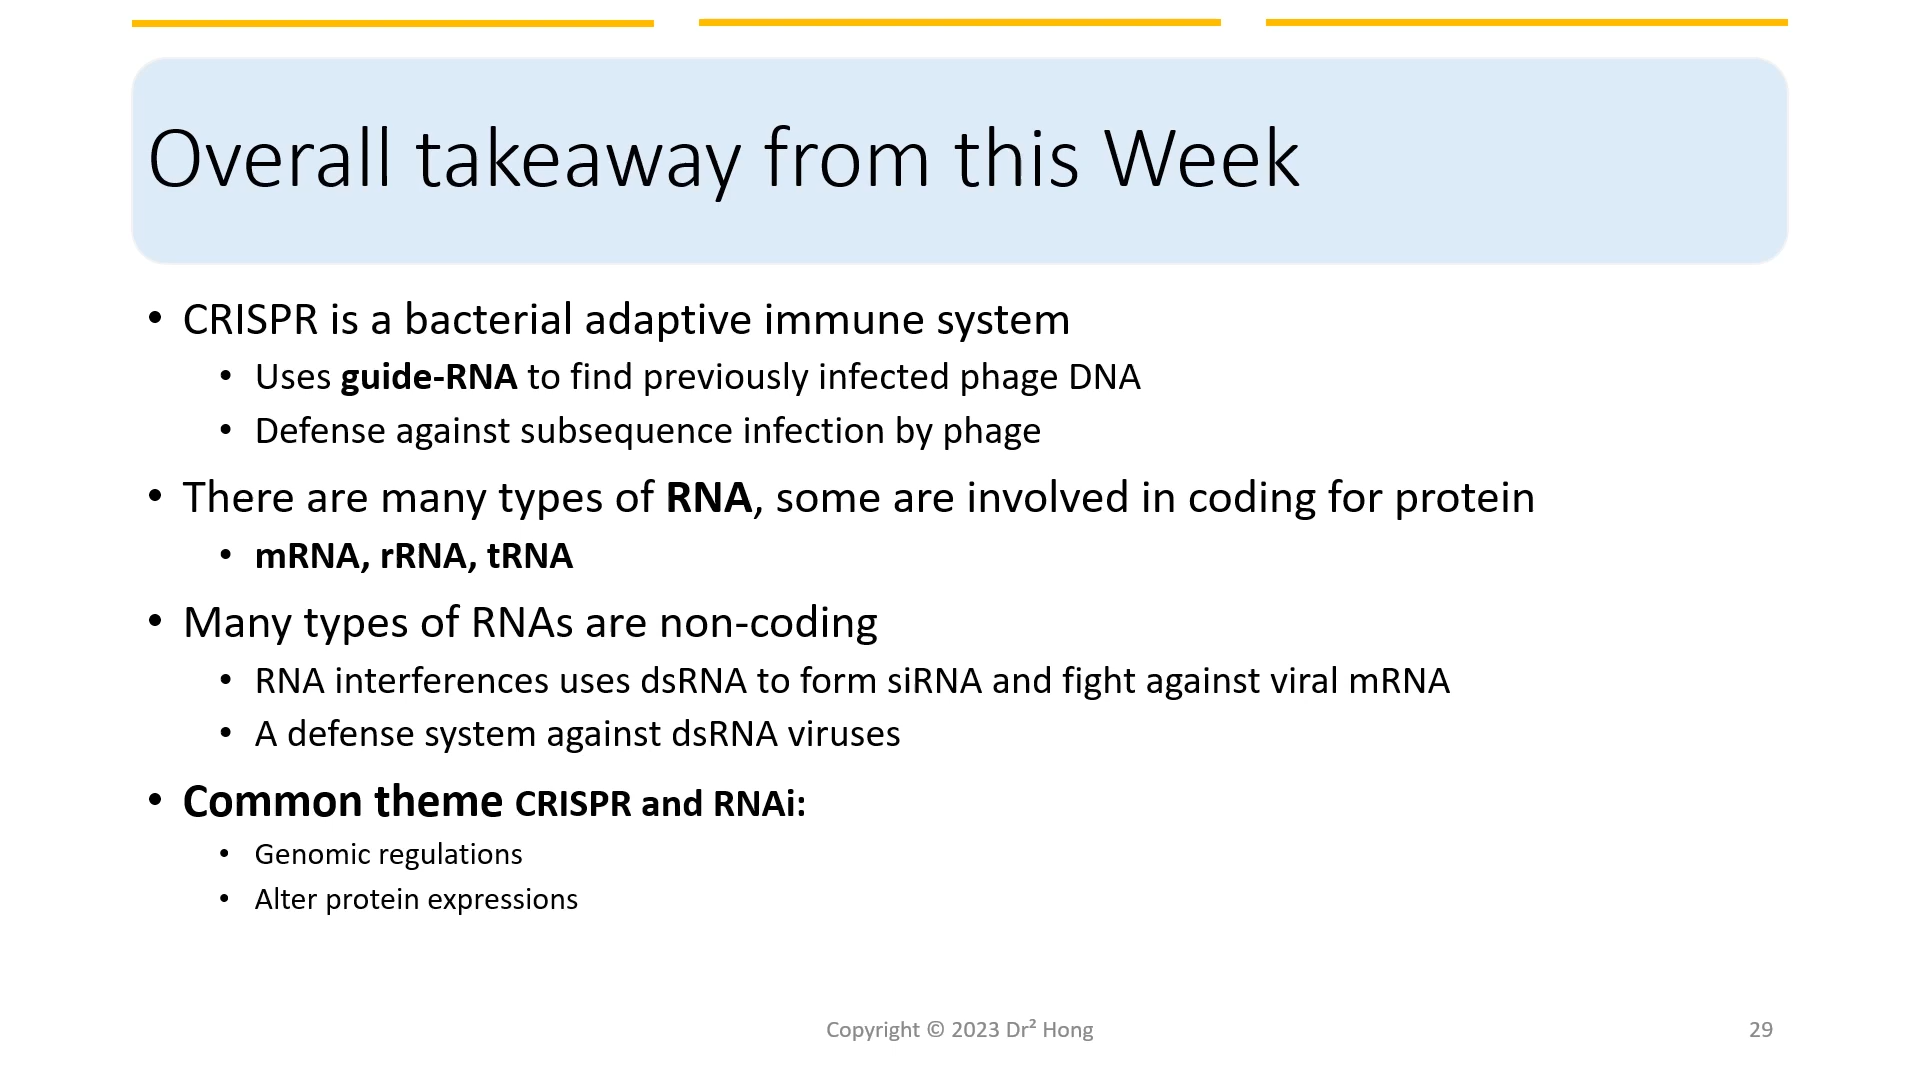 Overall takeaway from this Week
• CRISPR is a bacterial adaptive immune system
• Uses guide-RNA to find previously infected phage DNA
• Defense against subsequence infection by phage
• There are many types of RNA, some are involved in coding for protein
• mRNA, rRNA, tRNA
• Many types of RNAs are non-coding
• RNA interferences uses dsRNA to form siRNA and fight against viral mRNA
• A defense system against dsRNA viruses
• Common theme CRISPR and RNAi:
• Genomic regulations
• Alter protein expressions
Copyright © 2023 Dr² Hong
29